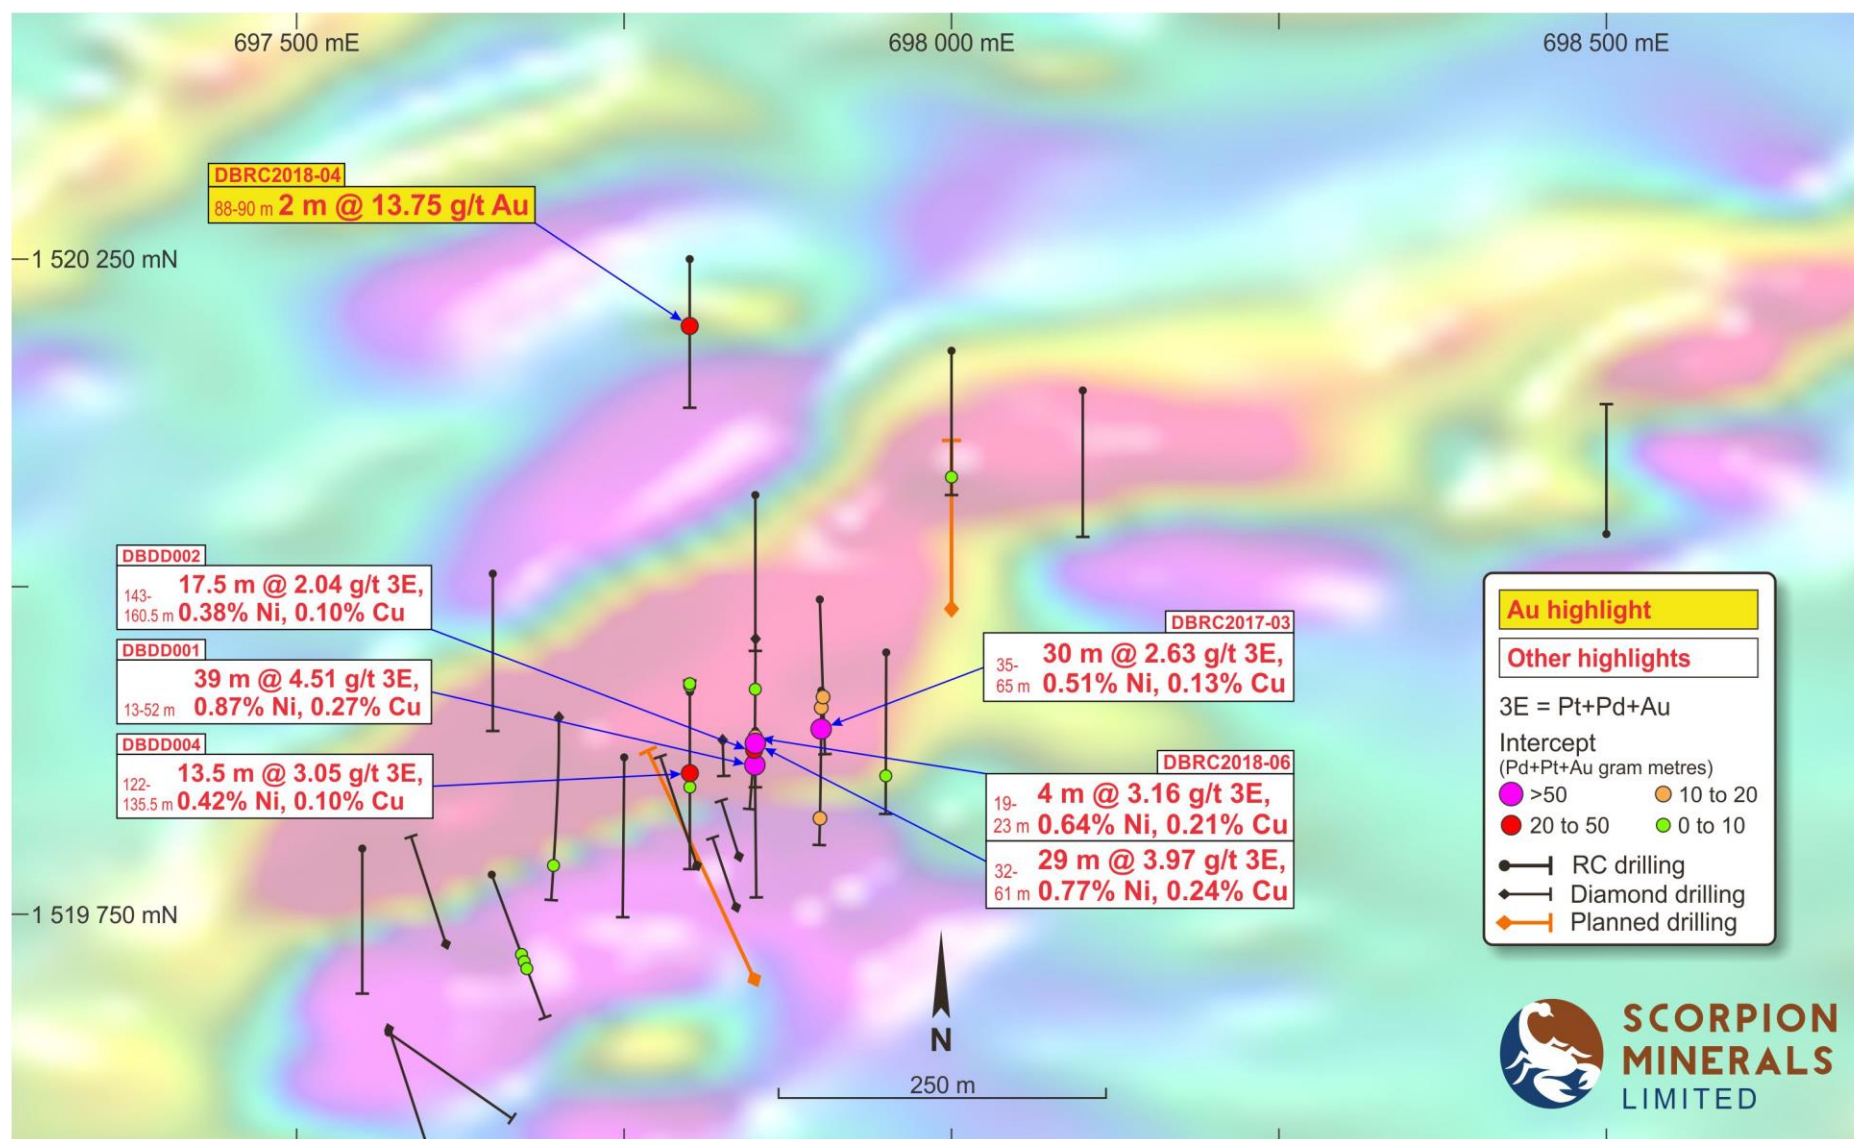 697 500 mE
698 000 mE
698 500 mE
DBRC2018-04
88-90 m 2 m @ 13.75 g/t Au
1 520 250 mN
DBDD002
17.5 m @ 2.04 g/t 3E,
143-
160.5 m 0.38% Ni, 0.10% Cu
DBDD001
39 m @ 4.51 g/t 3E,
13-52 m 0.87% Ni, 0.27% Cu
DBDD004
13.5 m @ 3.05 g/t 3E,
122-
135.5 m 0.42% Ni, 0.10% Cu
DBRC2017-03
30 m @ 2.63 g/t 3E,
35-
65 m 0.51% Ni, 0.13% Cu
DBRC2018-06
4 m @ 3.16 g/t 3E,
19-
23 m 0.64% Ni, 0.21% Cu
29 m @ 3.97 g/t 3E,
32-
61 m 0.77% Ni, 0.24% Cu
Au highlight
Other highlights
3E = Pt+Pd+Au
Intercept
(Pd+Pt+Au gram metres)
>50
10 to 20
20 to 50
0 to 10
RC drilling
Diamond drilling
Planned drilling
1 519 750 mN
N
250 m
SCORPION
MINERALS
LIMITED